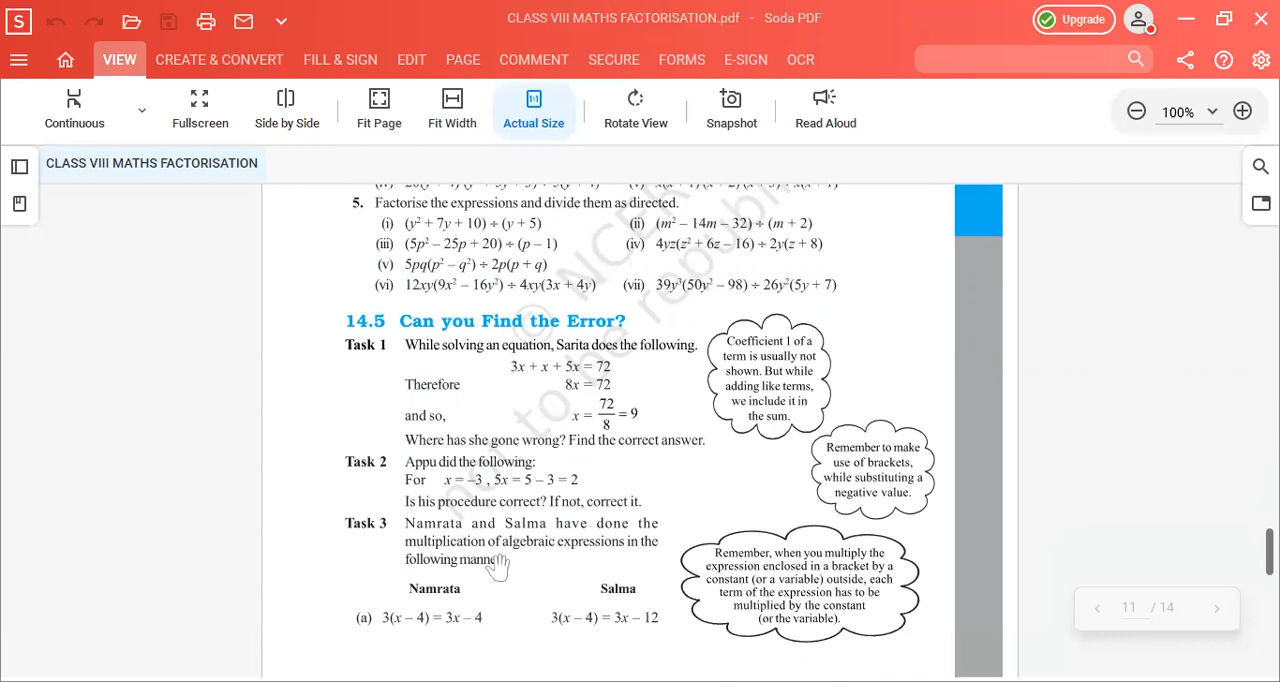 CLASS VIII MATHS FACTORISATION.pdf - Soda PDF
S
Upgrade
VIEW CREATE & CONVERT FILL & SIGN EDIT PAGE COMMENT SECURE FORMS E-SIGN OCR
Continuous Fullscreen Side by Side Fit Page Fit Width Actual Size Rotate View Snapshot Read Aloud 100%
CLASS VIII MATHS FACTORISATION
5. Factorise the expressions and divide them as directed.
(i) (y² + 7y + 10) ÷ (y + 5) (ii) (m² – 14m – 32) ÷ (m + 2)
(iii) (5p² – 25p + 20) ÷ (p – 1) (iv) 4yz(z² + 6z – 16) ÷ 2y(z + 8)
(v) 5pq(p² – q²) ÷ 2p(p + q)
(vi) 12xy(9x² – 16y²) ÷ 4xy(3x + 4y) (vii) 39y³(50y² – 98) ÷ 26y²(5y + 7)
14.5 Can you Find the Error?
Task 1 While solving an equation, Sarita does the following.
3x + x + 5x = 72
Therefore 8x = 72
and so, x = 72/8 = 9
Where has she gone wrong? Find the correct answer.
Coefficient 1 of a
term is usually not
shown. But while
adding like terms,
we include it in
the sum.
Task 2 Appu did the following:
For x = –3 , 5x = 5 – 3 = 2
Is his procedure correct? If not, correct it.
Remember to make
use of brackets,
while substituting a
negative value.
Task 3 Namrata and Salma have done the
multiplication of algebraic expressions in the
following manne
Remember, when you multiply the
expression enclosed in a bracket by a
constant (or a variable) outside, each
term of the expression has to be
multiplied by the constant
(or the variable).
Namrata Salma
(a) 3(x – 4) = 3x – 4 3(x – 4) = 3x – 12
© NCER
not to be republi
11 / 14